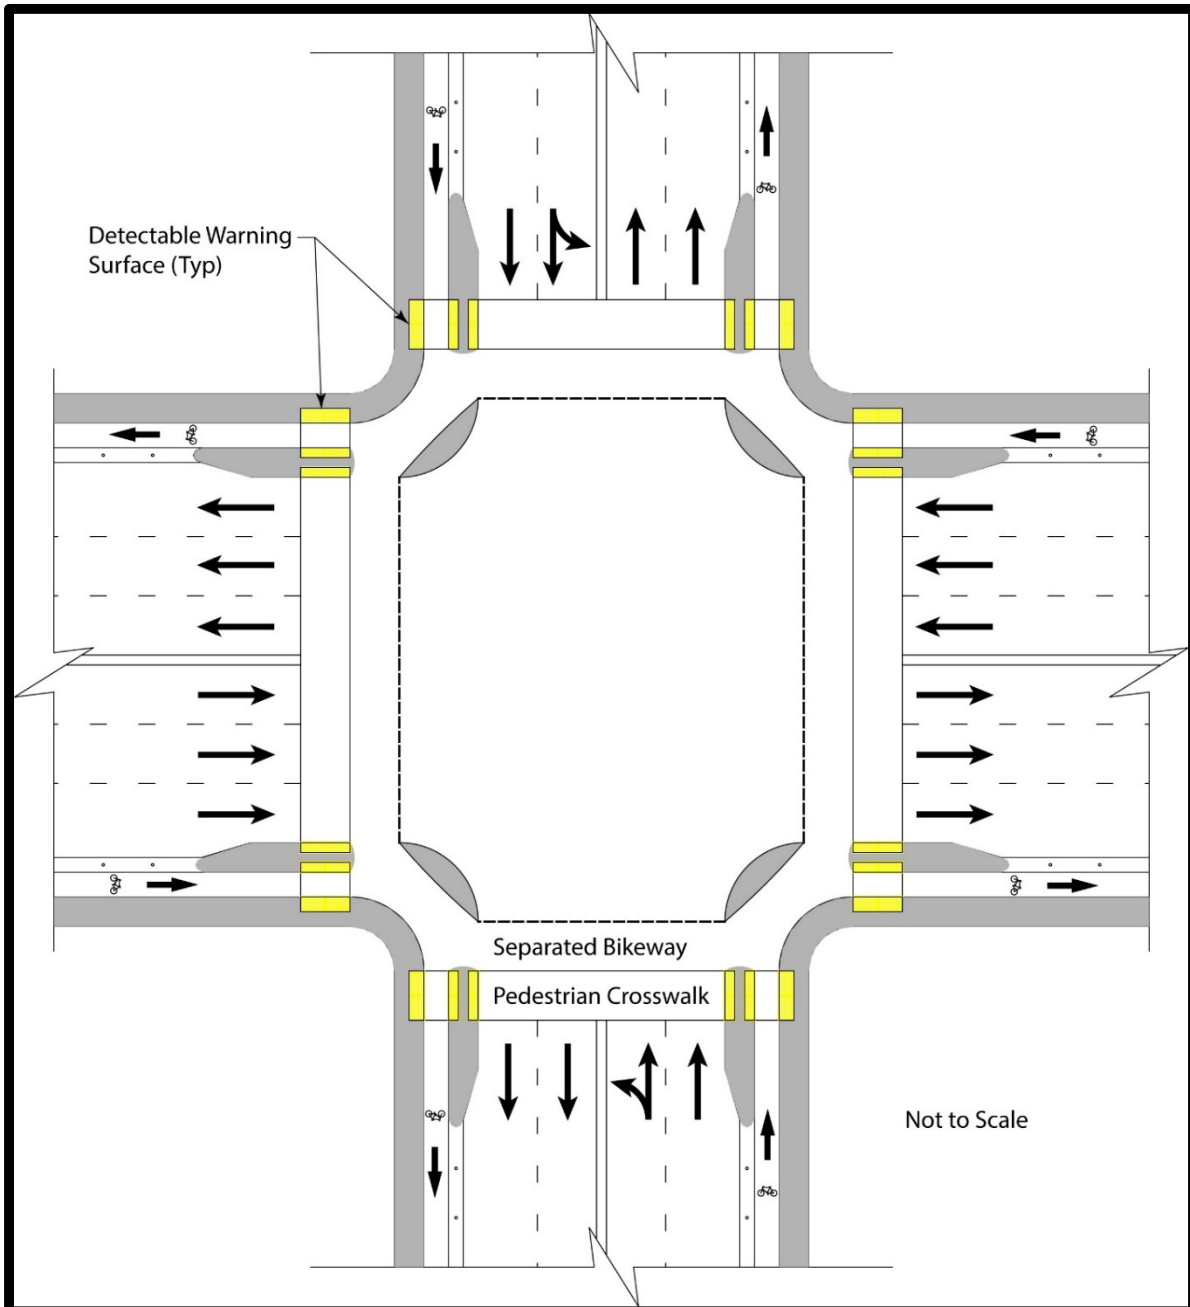 Detectable Warning
Surface (Typ)
Separated Bikeway
Pedestrian Crosswalk
Not to Scale